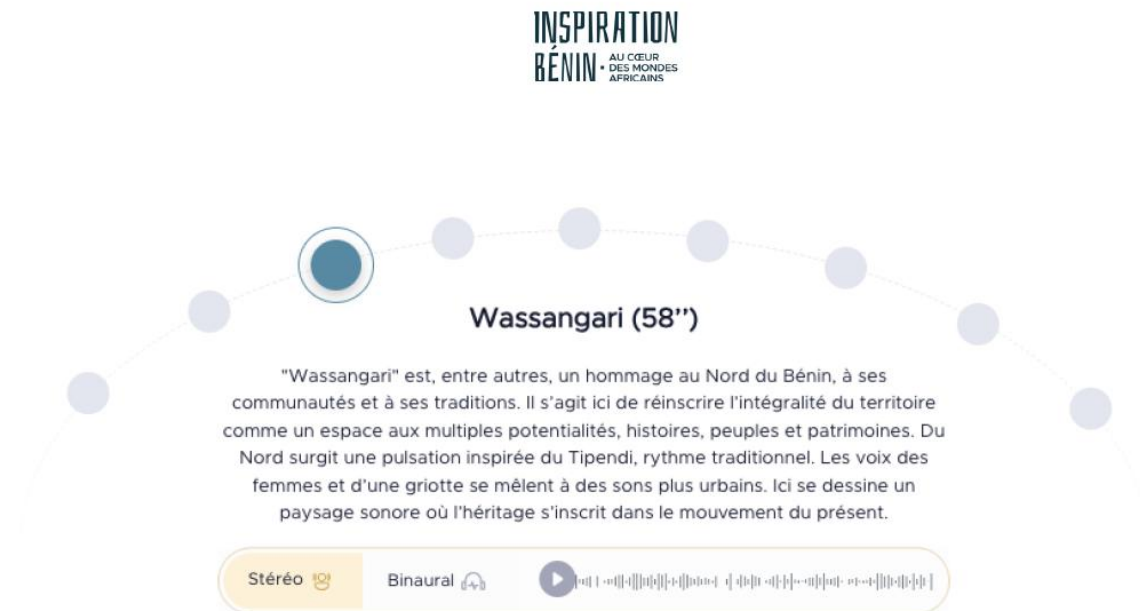 INSPIRATION
BÉNIN • AU CŒUR
DES MONDES
AFRICAINS
Wassangari (58’’)
"Wassangari" est, entre autres, un hommage au Nord du Bénin, à ses
communautés et à ses traditions. Il s’agit ici de réinscrire l’intégralité du territoire
comme un espace aux multiples potentialités, histoires, peuples et patrimoines. Du
Nord surgit une pulsation inspirée du Tipendi, rythme traditionnel. Les voix des
femmes et d’une griotte se mêlent à des sons plus urbains. Ici se dessine un
paysage sonore où l’héritage s’inscrit dans le mouvement du présent.
Stéréo Binaural